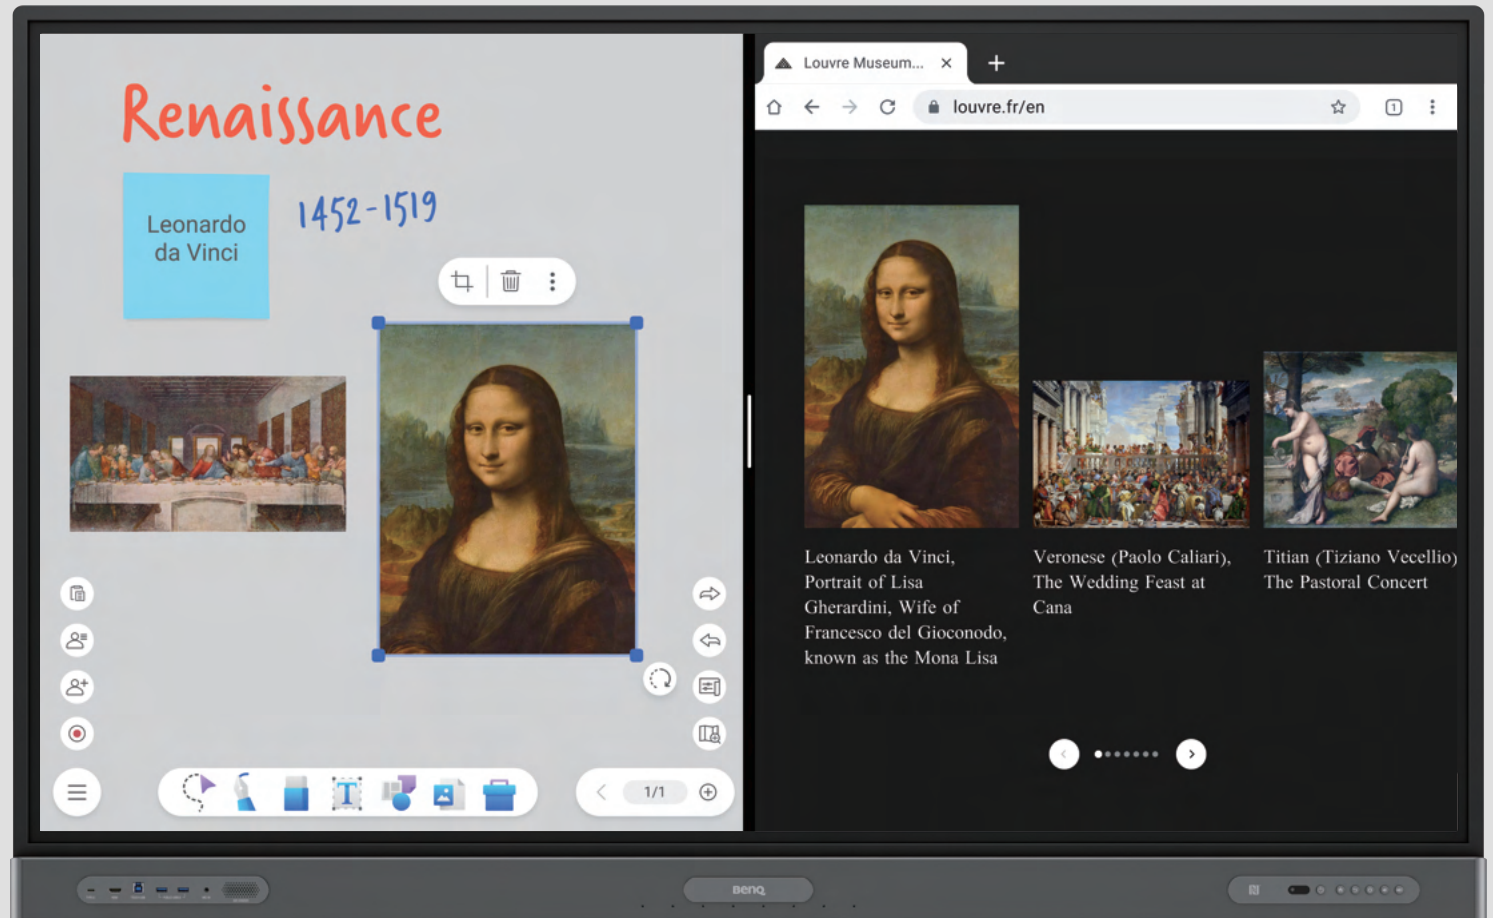 Renaissance
Leonardo
da Vinci
1452-1519
1/1
Louvre Museum...
louvre.fr/en
1
Leonardo da Vinci,
Portrait of Lisa
Gherardini, Wife of
Francesco del Gioconodo,
known as the Mona Lisa
Veronese (Paolo Caliari),
The Wedding Feast at
Cana
Titian (Tiziano Vecellio)
The Pastoral Concert
T
BenQ